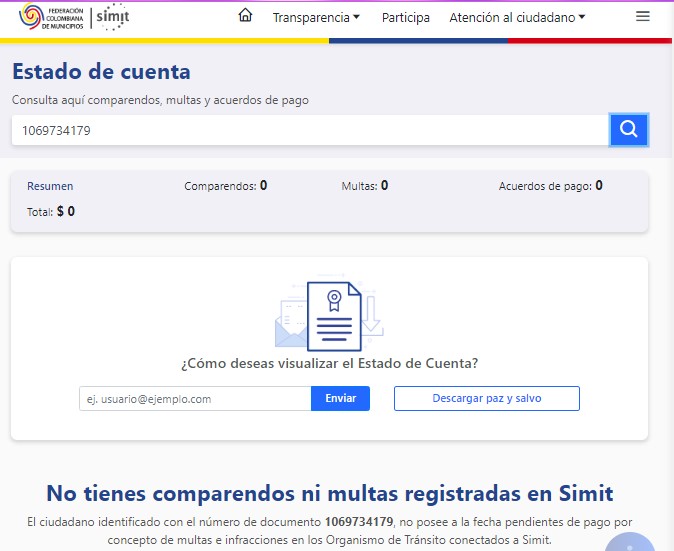 FEDERACIÓN
COLOMBIANA
DE MUNICIPIOS
simit
Transparencia
Participa
Atención al ciudadano
Estado de cuenta
Consulta aquí comparendos, multas y acuerdos de pago
1069734179
Resumen Comparendos: 0 Multas: 0 Acuerdos de pago: 0
Total: $ 0
¿Cómo deseas visualizar el Estado de Cuenta?
ej. usuario@ejemplo.com Enviar Descargar paz y salvo
No tienes comparendos ni multas registradas en Simit
El ciudadano identificado con el número de documento 1069734179, no posee a la fecha pendientes de pago por
concepto de multas e infracciones en los Organismo de Tránsito conectados a Simit.